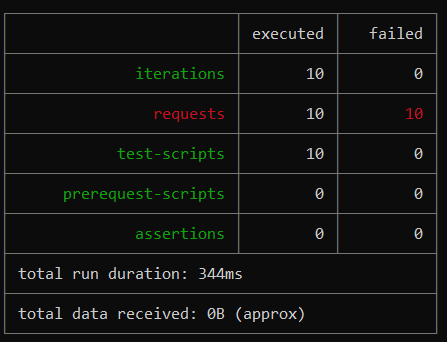 executed failed
iterations 10 0
requests 10 10
test-scripts 10 0
prerequest-scripts 0 0
assertions 0 0
total run duration: 344ms
total data received: 0B (approx)